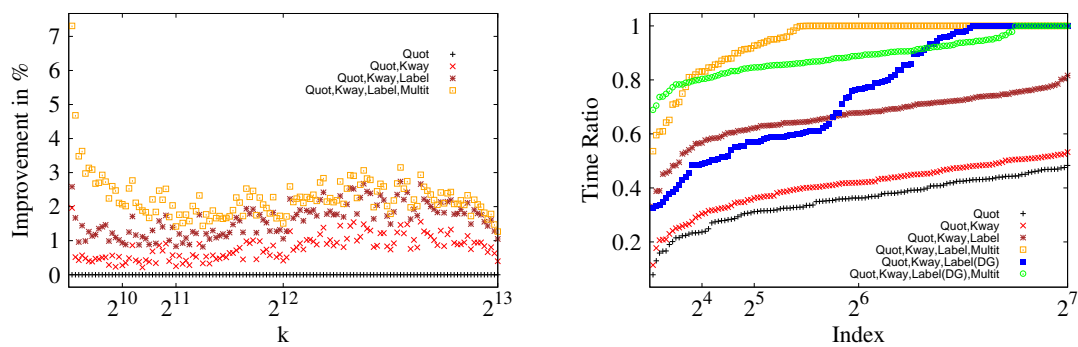 Improvement in %
7
6
5
4
3
2
1
0
Quot
Quot,Kway
Quot,Kway,Label
Quot,Kway,Label,Multit
2^10
2^11
2^12
2^13
k
Time Ratio
1
0.8
0.6
0.4
0.2
Quot
Quot,Kway
Quot,Kway,Label
Quot,Kway,Label,Multit
Quot,Kway,Label(DG)
Quot,Kway,Label(DG),Multit
2^4
2^5
2^6
2^7
Index